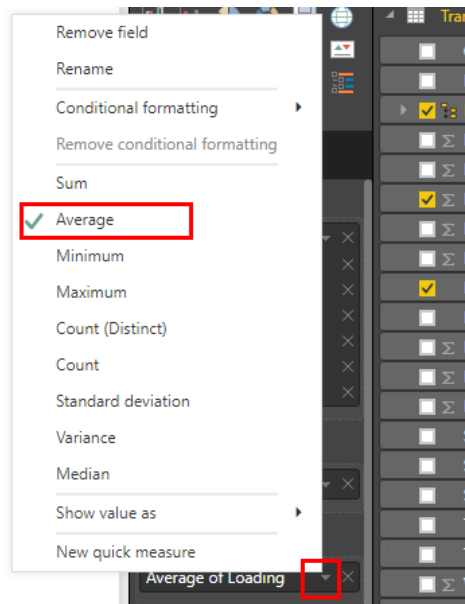 Remove field
Rename
Conditional formatting
Remove conditional formatting
Sum
Average
Minimum
Maximum
Count (Distinct)
Count
Standard deviation
Variance
Median
Show value as
New quick measure
Average of Loading